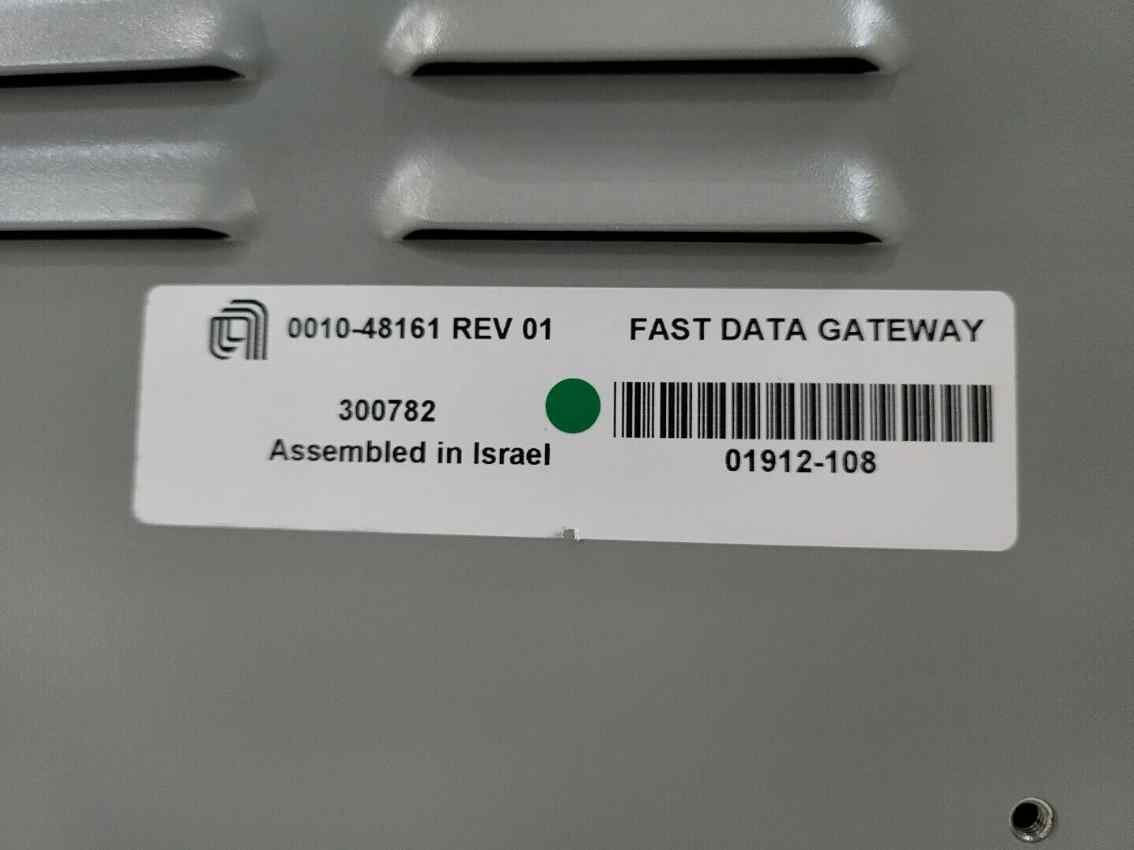 0010-48161 REV 01
FAST DATA GATEWAY
300782
Assembled in Israel
01912-108